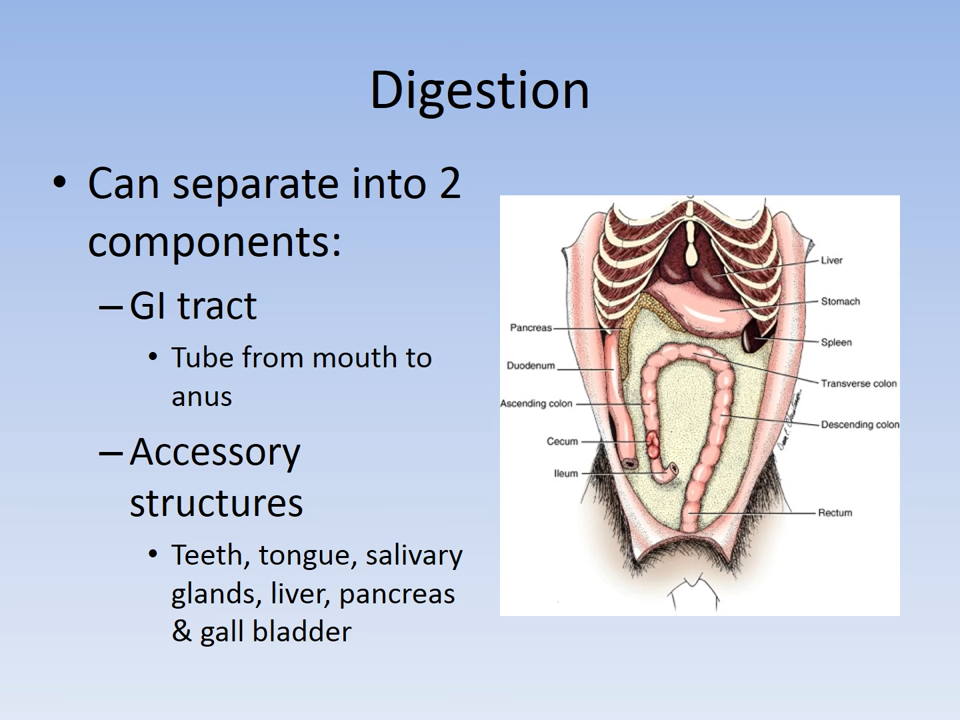 Digestion
• Can separate into 2
components:
– GI tract
• Tube from mouth to
anus
– Accessory
structures
• Teeth, tongue, salivary
glands, liver, pancreas
& gall bladder
Liver
Stomach
Pancreas
Spleen
Duodenum
Transverse colon
Ascending colon
Descending colon
Cecum
Ileum
Rectum